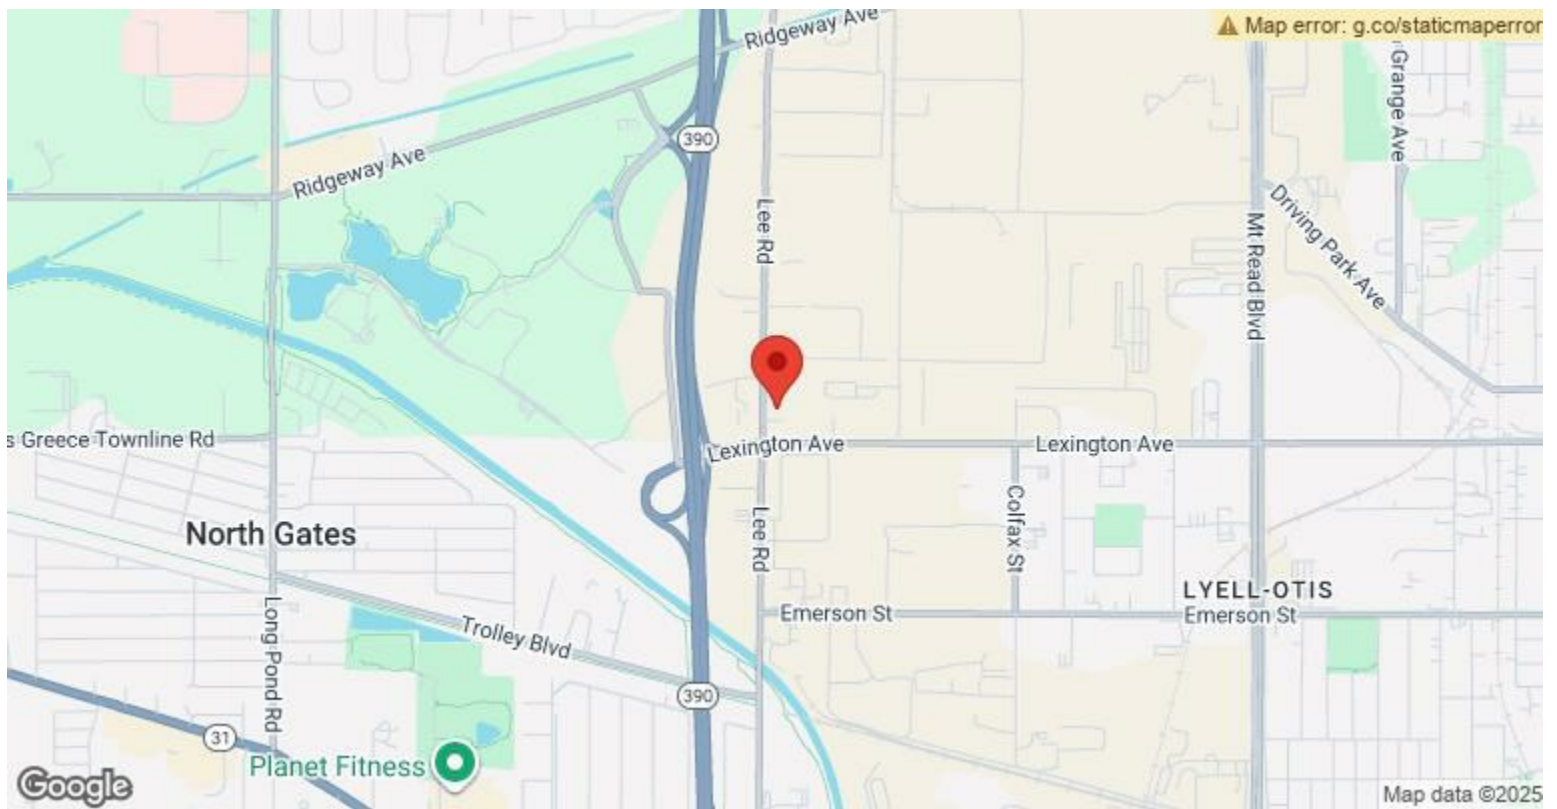 Ridgeway Ave
Map error: g.co/staticmaperror
Grange Ave
390
Ridgeway Ave
Lee Rd
Mt Read Blvd
Driving Park Ave
s Greece Townline Rd
Lexington Ave
Lexington Ave
North Gates
Lee Rd
Colfax St
LYELL-OTIS
Emerson St
Emerson St
Long Pond Rd
Trolley Blvd
390
31
Planet Fitness
Google
Map data ©2025